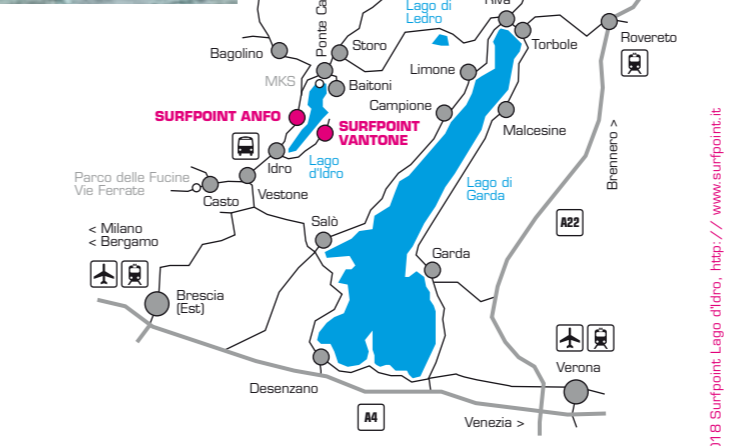 Lago di
Ledro
Riva
Ponte Ca
Storo
Bagolino
Torbole
Rovereto
MKS
Baitoni
Limone
Campione
SURFPOINT ANFO
SURFPOINT
VANTONE
Malcesine
Brennero >
Idro
Lago
d'Idro
Parco delle Fucine
Vie Ferrate
Casto
Vestone
Lago di
Garda
A22
< Milano
< Bergamo
Salò
Garda
Brescia
(Est)
Verona
Desenzano
A4
Venezia >
018 Surfpoint Lago d'Idro, http:// www.surfpoint.it